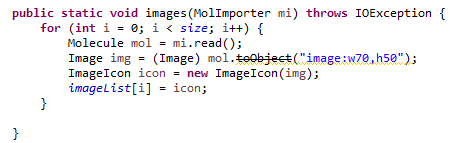 public static void images(MolImporter mi) throws IOException {
for (int i = 0; i < size; i++) {
Molecule mol = mi.read();
Image img = (Image) mol.toObject("image:w70,h50");
ImageIcon icon = new ImageIcon(img);
imageList[i] = icon;
}
}